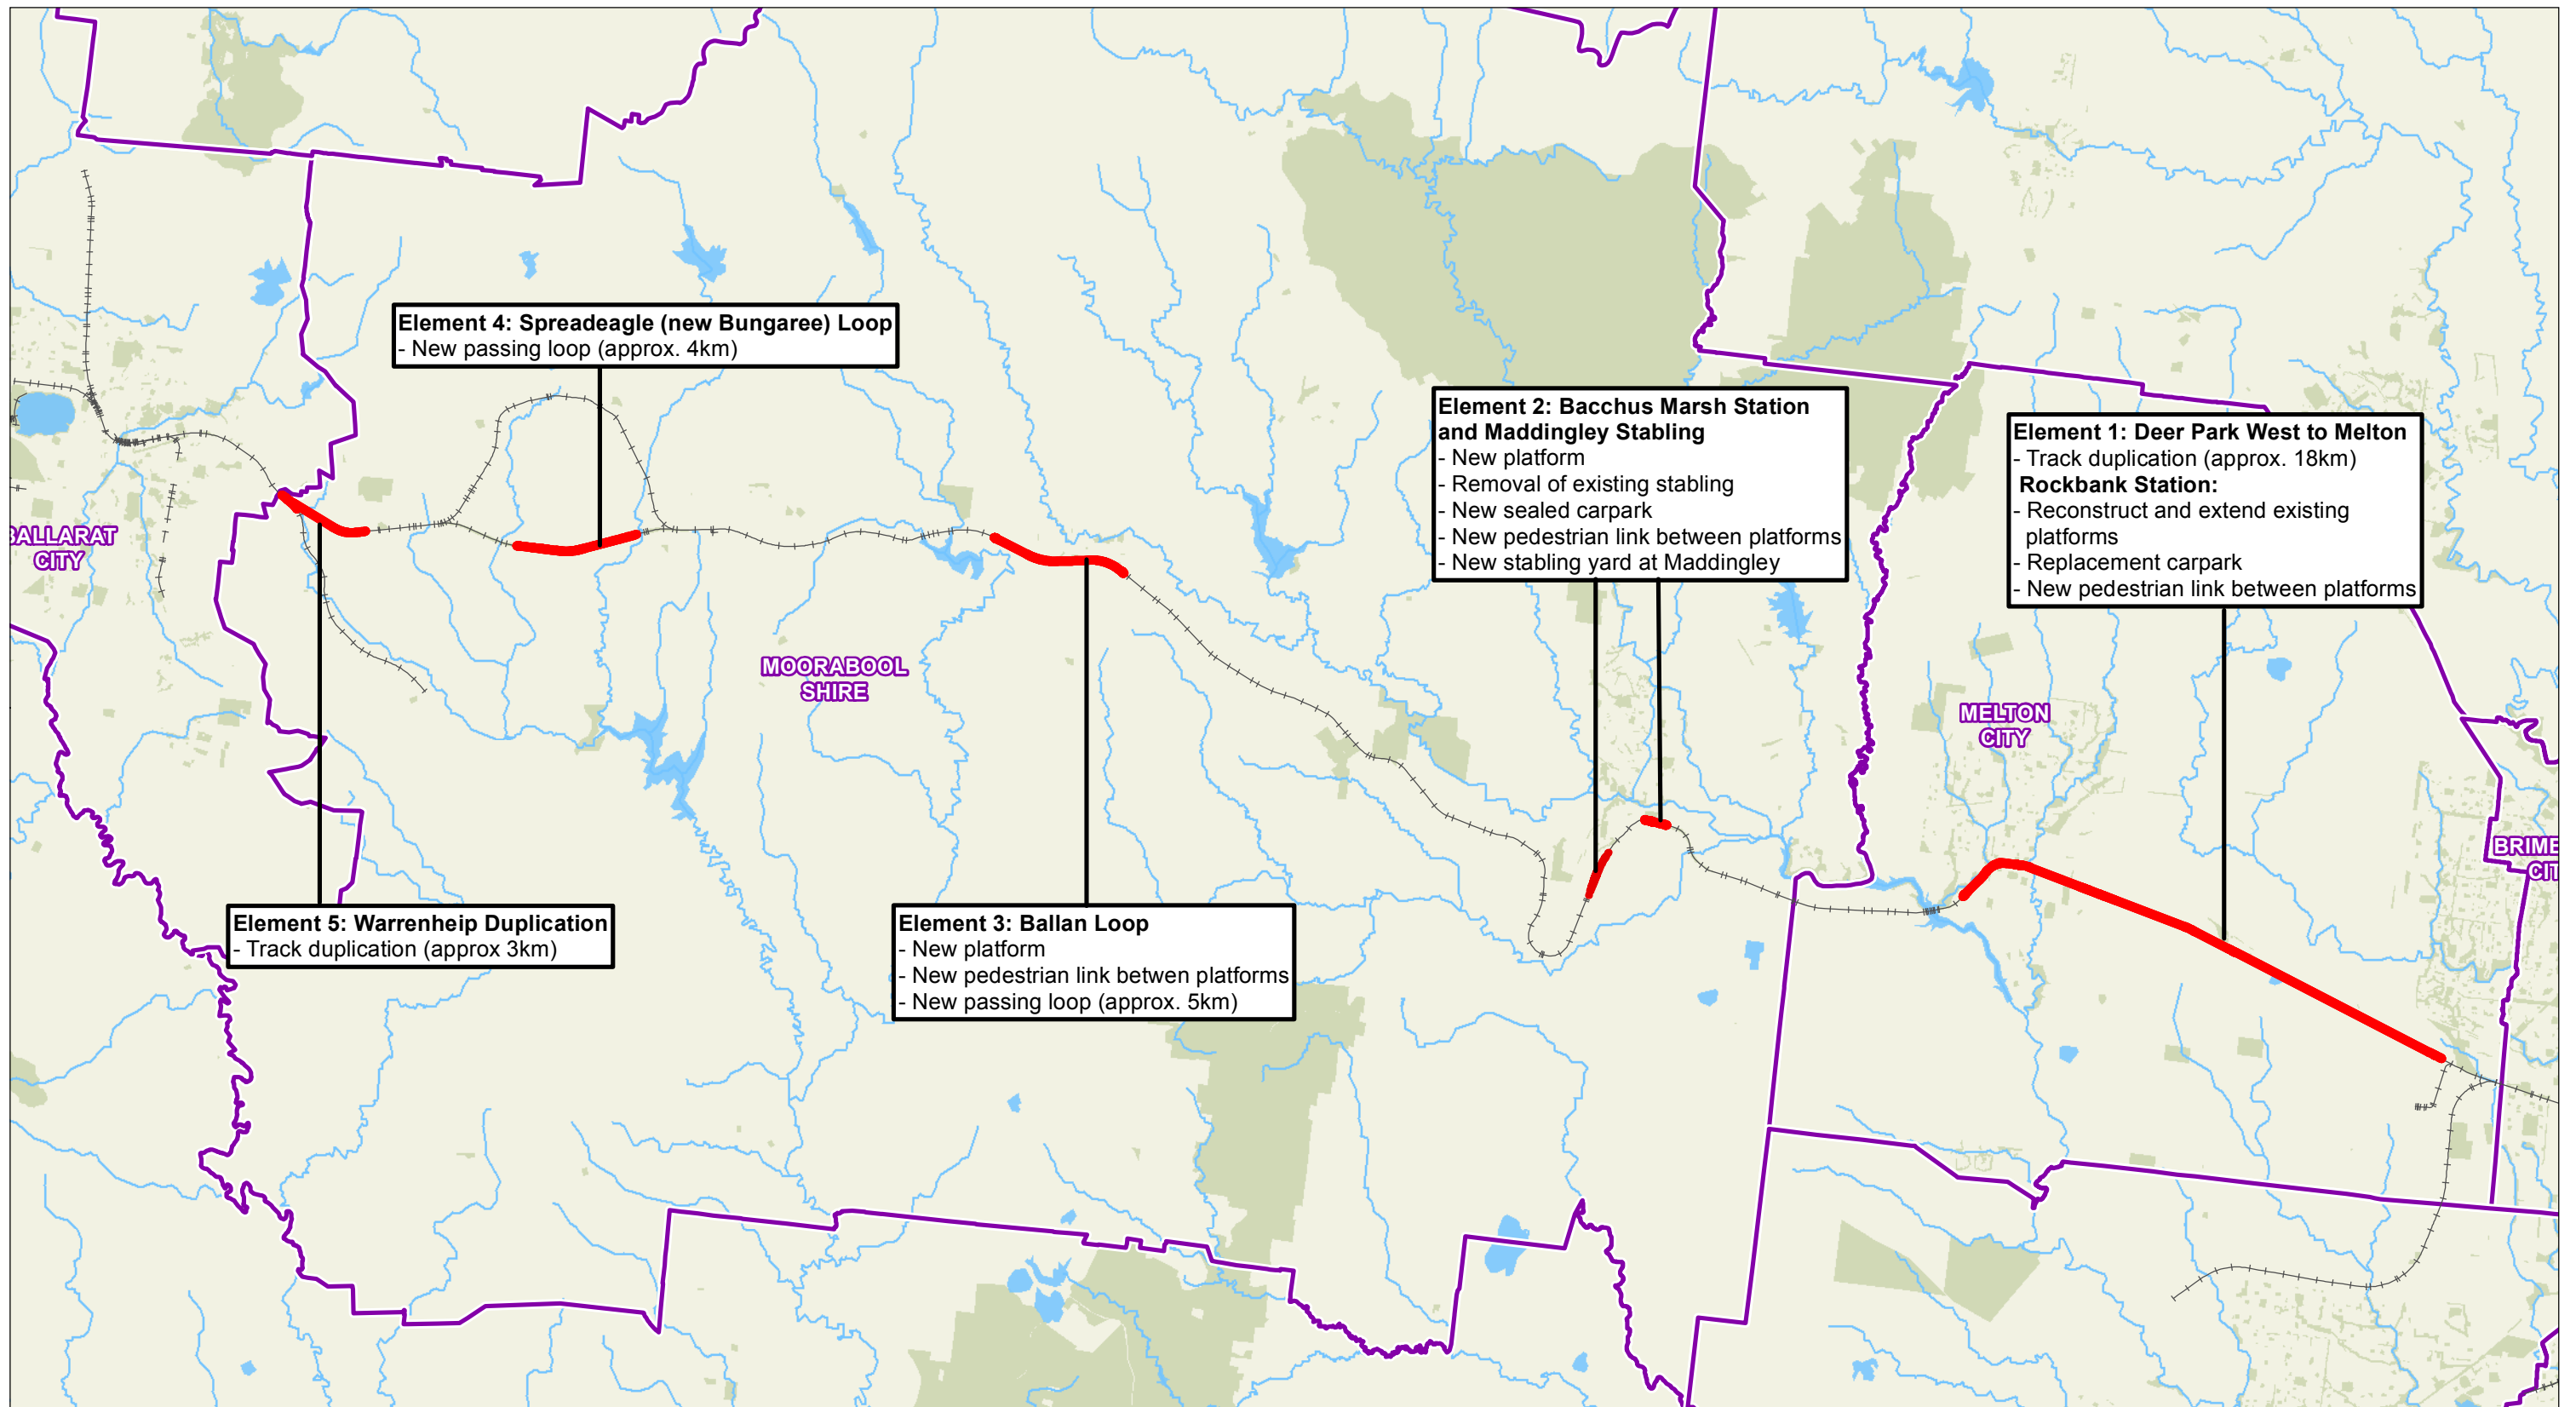 Element 4: Spreadeagle (new Bungaree) Loop
- New passing loop (approx. 4km)
Element 2: Bacchus Marsh Station
and Maddingley Stabling
- New platform
- Removal of existing stabling
- New sealed carpark
- New pedestrian link between platforms
- New stabling yard at Maddingley
Element 1: Deer Park West to Melton
- Track duplication (approx. 18km)
Rockbank Station:
- Reconstruct and extend existing
platforms
- Replacement carpark
- New pedestrian link between platforms
BALLARAT
CITY
MOORABOOL
SHIRE
MELTON
CITY
BRIME
CIT
Element 5: Warrenheip Duplication
- Track duplication (approx 3km)
Element 3: Ballan Loop
- New platform
- New pedestrian link betwen platforms
- New passing loop (approx. 5km)